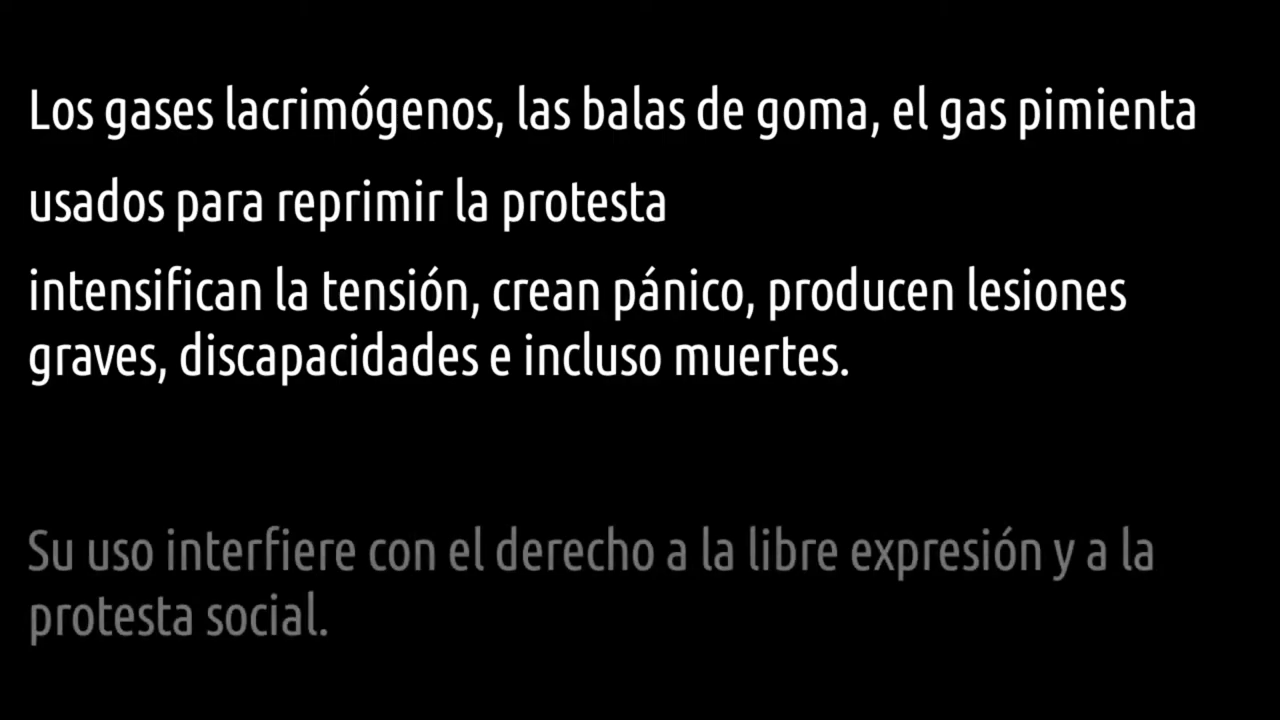 Los gases lacrimógenos, las balas de goma, el gas pimienta
usados para reprimir la protesta
intensifican la tensión, crean pánico, producen lesiones
graves, discapacidades e incluso muertes.
Su uso interfiere con el derecho a la libre expresión y a la
protesta social.